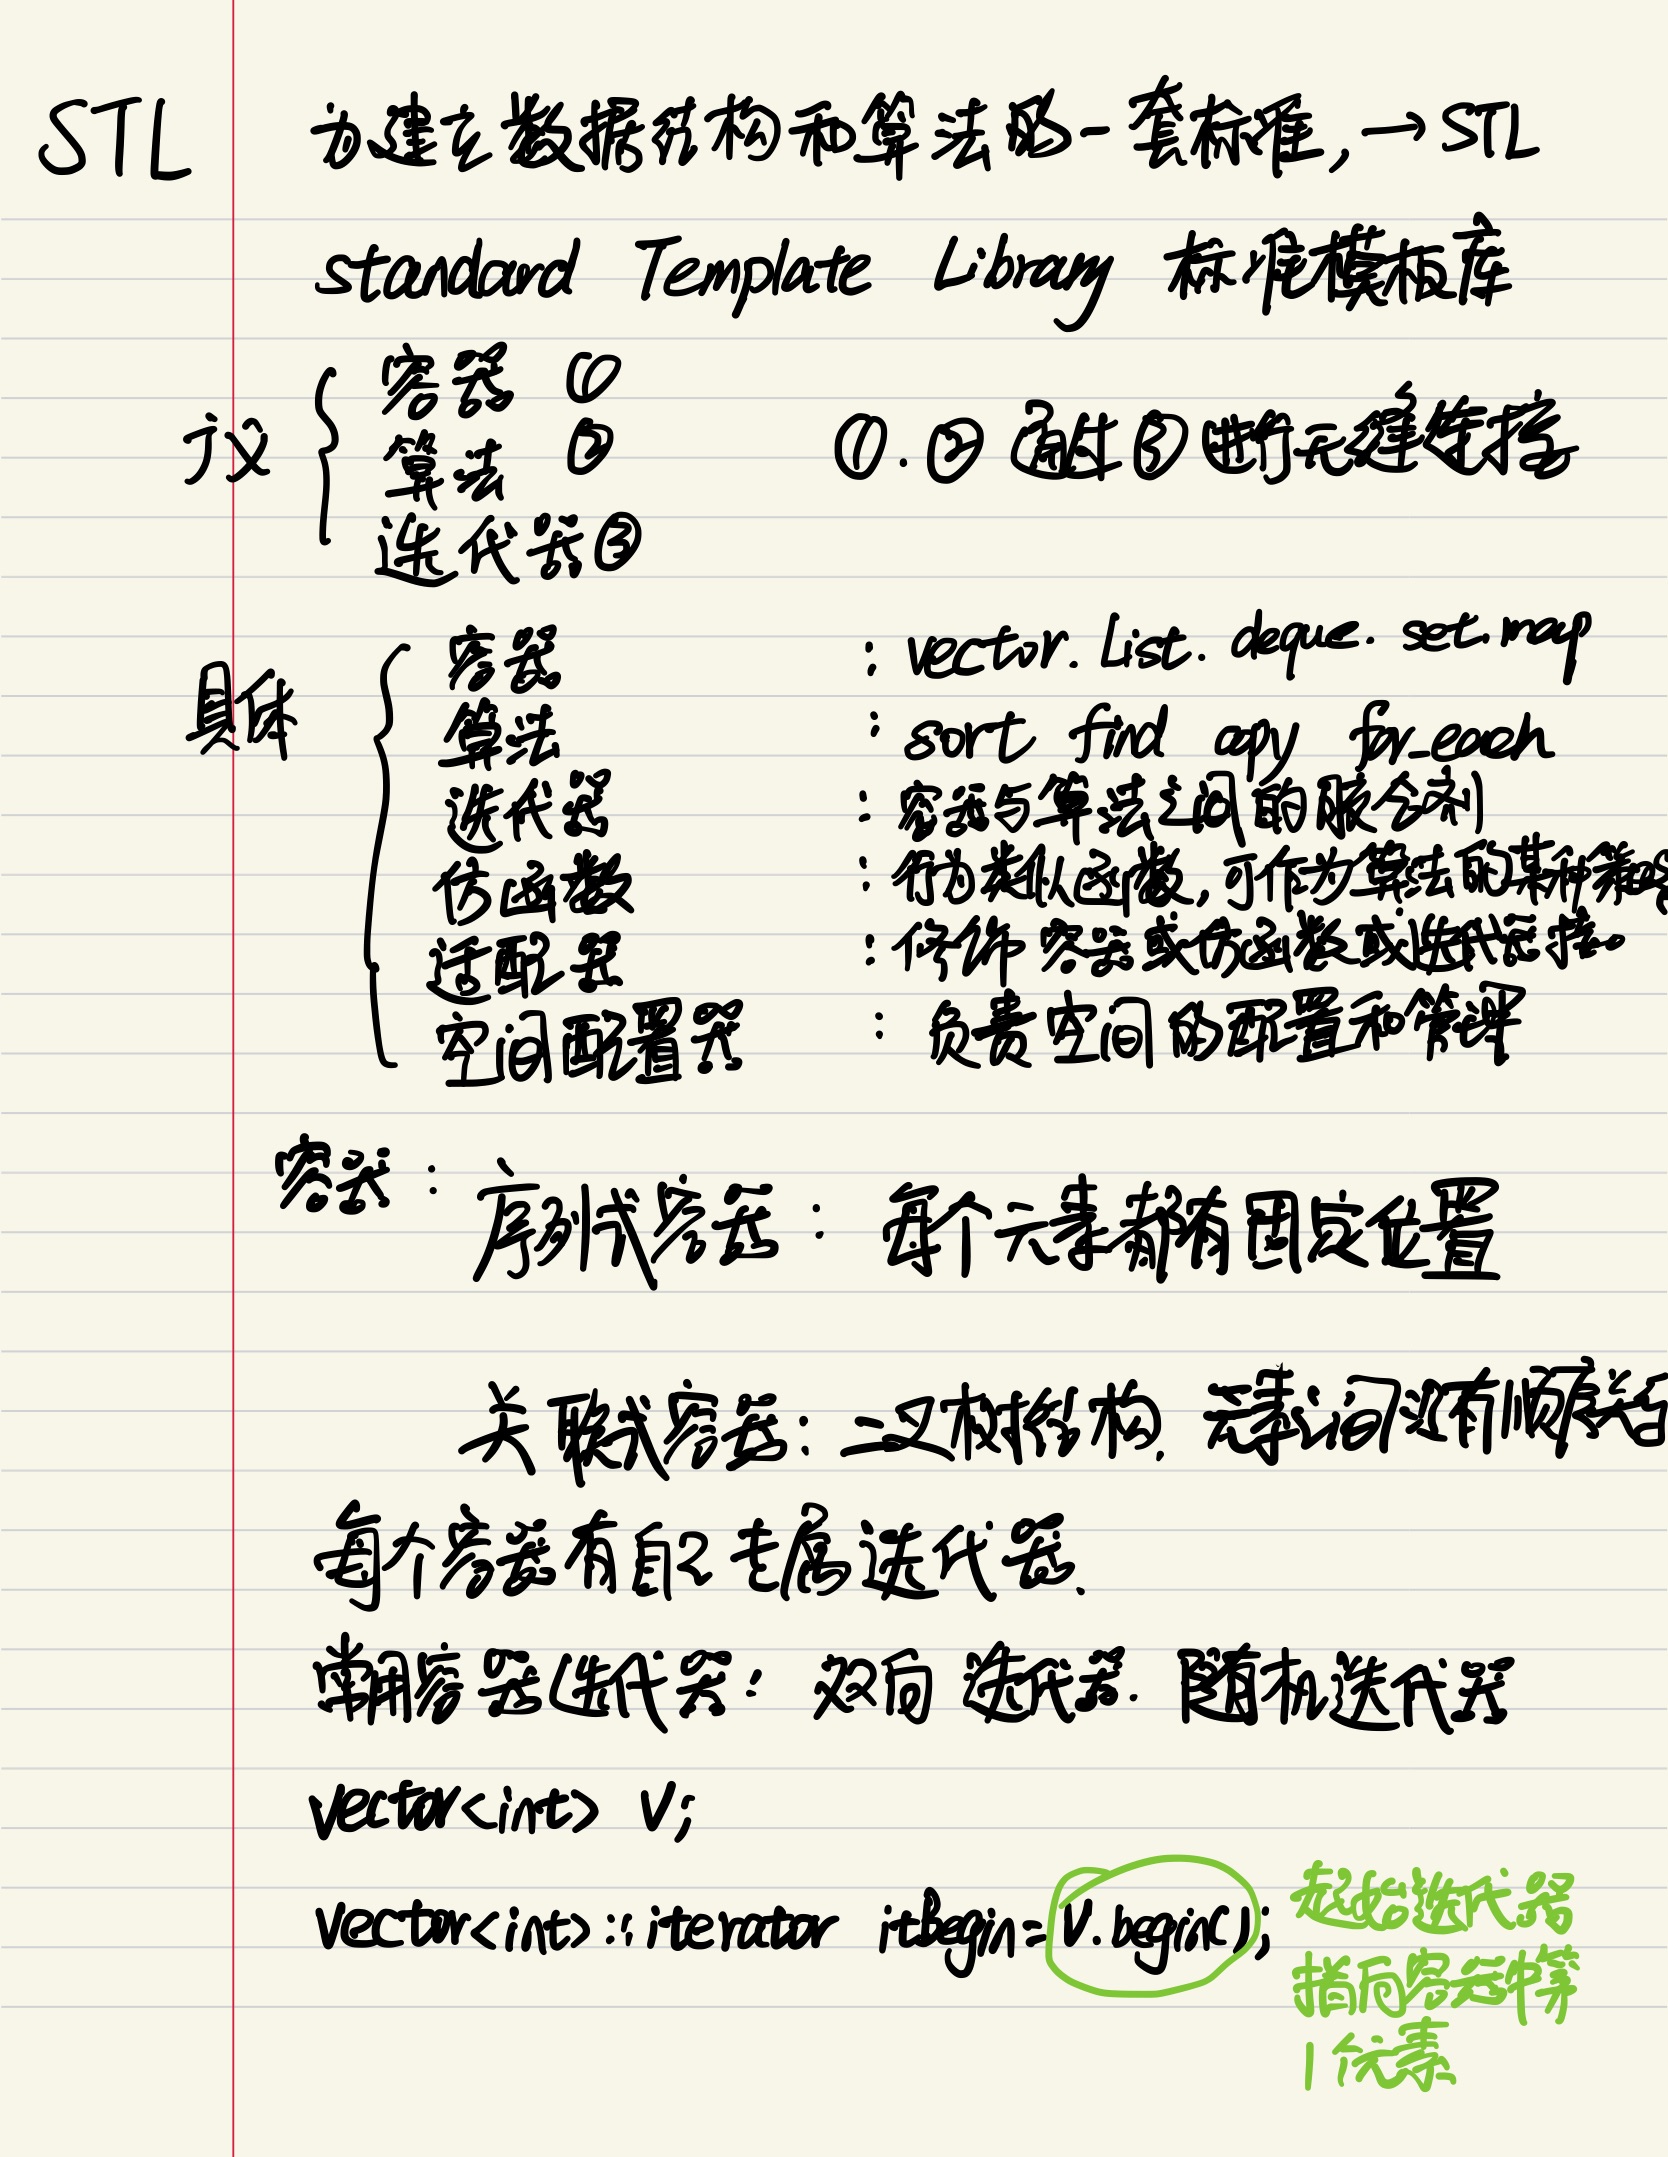 STL 为建立数据结构和算法的一套标准,→STL
standard Template Library 标准模板库
容器 ①
广义 算法 ② ①.②通过③进行无缝连接
迭代器③
容器 : vector. List. deque. set. map
具体 算法 : sort find copy for_each
迭代器 : 容器与算法之间的胶合剂
仿函数 : 行为类似函数,可作为算法的某种策略
适配器 : 修饰容器或仿函数或迭代器接口
空间配置器 : 负责空间的配置和管理
容器: 序列式容器: 每个元素都有固定位置
关联式容器: 二叉树结构. 元素之间没有顺序关
每个容器有自己专属迭代器.
常用容器迭代器: 双向迭代器. 随机迭代器
vector<int> v;
vector<int>::iterator itBegin=v.begin(); 起始迭代器
指向容器中第
1个元素